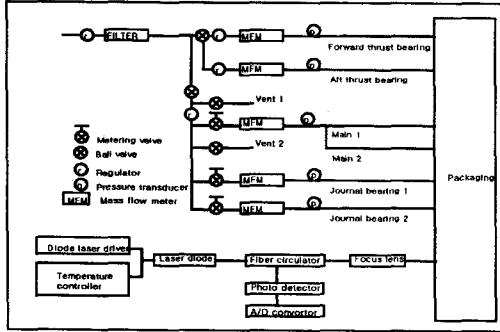 FILTER
MFM
Forward thrust bearing
MFM
Aft thrust bearing
Vent 1
MFM
Main 1
Vent 2
Main 2
Metering valve
Ball valve
Regulator
Pressure transducer
MFM Mass flow meter
MFM
Journal bearing 1
MFM
Journal bearing 2
Packaging
Diode laser driver
Temperature
controller
Laser diode
Fiber circulator
Focus lens
Photo detector
A/D convertor